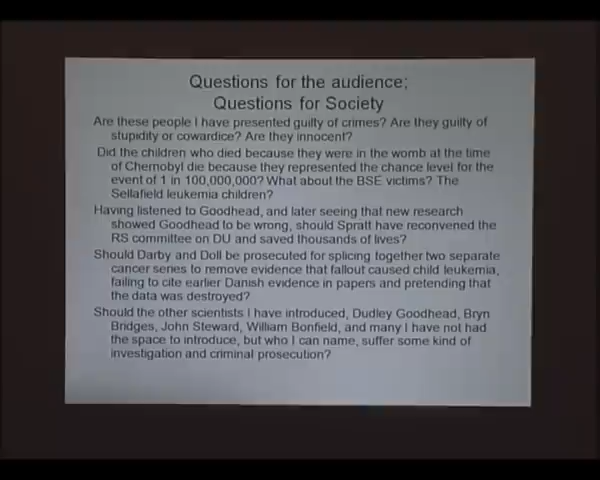 Questions for the audience;
Questions for Society
Are these people I have presented guilty of crimes? Are they guilty of
stupidity or cowardice? Are they innocent?
Did the children who died because they were in the womb at the time
of Chernobyl die because they represented the chance level for the
event of 1 in 100,000,000? What about the BSE victims? The
Sellafield leukemia children?
Having listened to Goodhead, and later seeing that new research
showed Goodhead to be wrong, should Spratt have reconvened the
RS committee on DU and saved thousands of lives?
Should Darby and Doll be prosecuted for splicing together two separate
cancer series to remove evidence that fallout caused child leukemia,
failing to cite earlier Danish evidence in papers and pretending that
the data was destroyed?
Should the other scientists I have introduced, Dudley Goodhead, Bryn
Bridges, John Steward, William Bonfield, and many I have not had
the space to introduce, but who I can name, suffer some kind of
investigation and criminal prosecution?